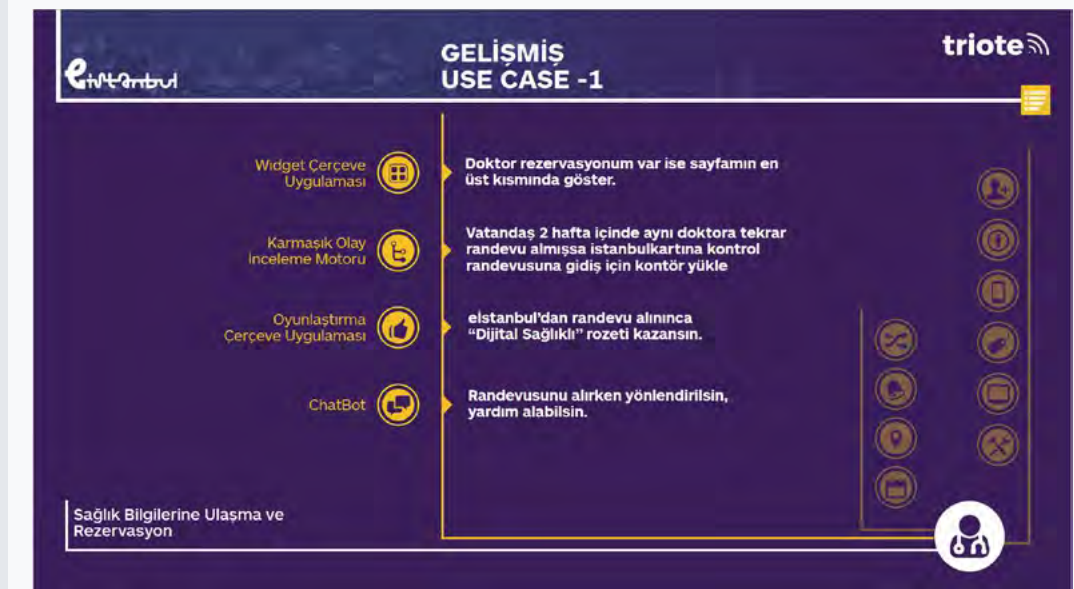 eistanbul
GELİŞMİŞ
USE CASE -1
triote
Widget Çerçeve
Uygulaması
Doktor rezervasyonum var ise sayfamın en
üst kısmında göster.
Karmaşık Olay
İnceleme Motoru
Vatandaş 2 hafta içinde aynı doktora tekrar
randevu almışsa istanbulkartına kontrol
randevusuna gidiş için kontör yükle
Oyunlaştırma
Çerçeve Uygulaması
eIstanbul'dan randevu alınınca
“Dijital Sağlıklı” rozeti kazansın.
ChatBot
Randevusunu alırken yönlendirilsin,
yardım alabilsin.
Sağlık Bilgilerine Ulaşma ve
Rezervasyon